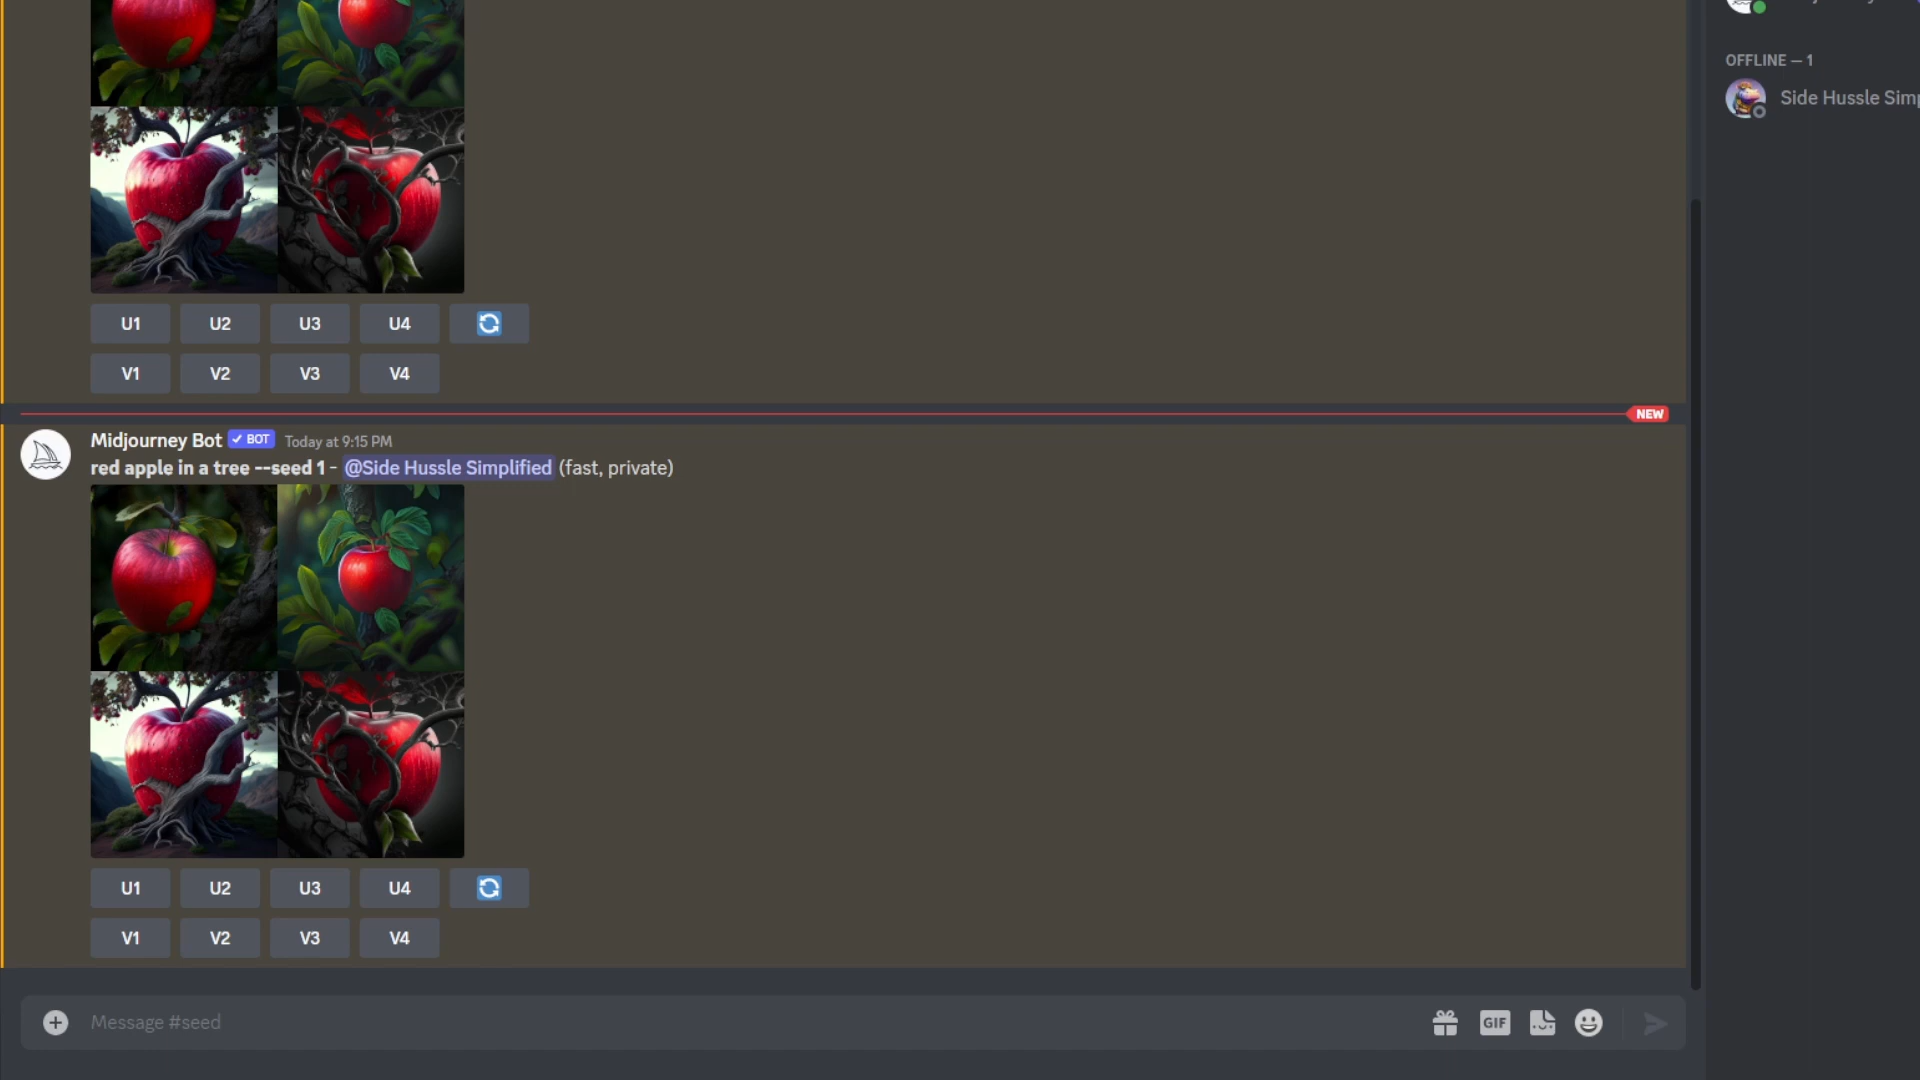 OFFLINE — 1
Side Hussle Simp
U1 U2 U3 U4
V1 V2 V3 V4
NEW
Midjourney Bot ✓ BOT Today at 9:15 PM
red apple in a tree --seed 1 - @Side Hussle Simplified (fast, private)
U1 U2 U3 U4
V1 V2 V3 V4
Message #seed
GIF